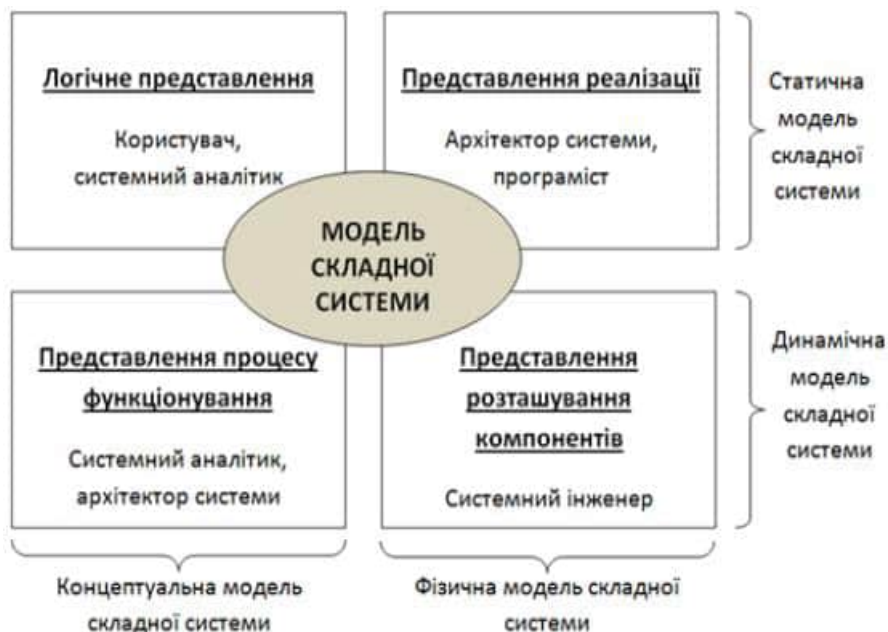 Логічне представлення
Користувач,
системний аналітик
Представлення реалізації
Архітектор системи,
програміст
Статична
модель
складної
системи
МОДЕЛЬ
СКЛАДНОЇ
СИСТЕМИ
Представлення процесу
функціонування
Системний аналітик,
архітектор системи
Представлення
розташування
компонентів
Системний інженер
Динамічна
модель
складної
системи
Концептуальна модель
складної системи
Фізична модель складної
системи